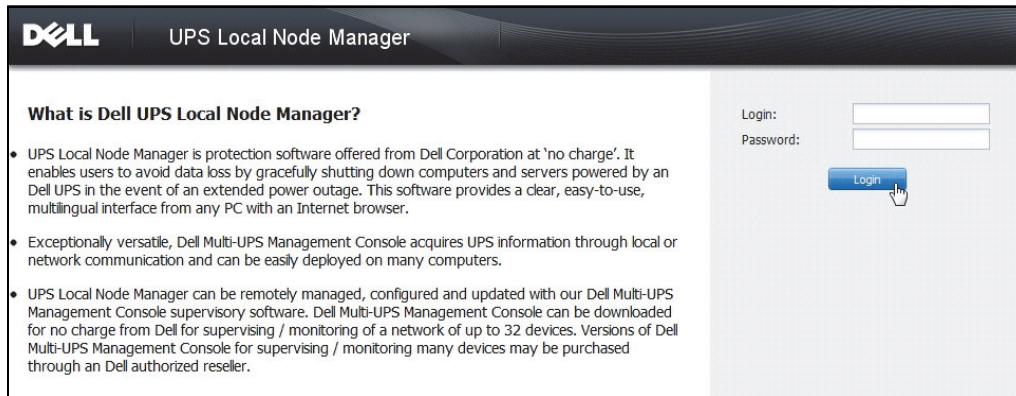 DELL
UPS Local Node Manager
What is Dell UPS Local Node Manager?
• UPS Local Node Manager is protection software offered from Dell Corporation at 'no charge'. It
enables users to avoid data loss by gracefully shutting down computers and servers powered by an
Dell UPS in the event of an extended power outage. This software provides a clear, easy-to-use,
multilingual interface from any PC with an Internet browser.
• Exceptionally versatile, Dell Multi-UPS Management Console acquires UPS information through local or
network communication and can be easily deployed on many computers.
• UPS Local Node Manager can be remotely managed, configured and updated with our Dell Multi-UPS
Management Console supervisory software. Dell Multi-UPS Management Console can be downloaded
for no charge from Dell for supervising / monitoring of a network of up to 32 devices. Versions of Dell
Multi-UPS Management Console for supervising / monitoring many devices may be purchased
through an Dell authorized reseller.
Login:
Password:
Login